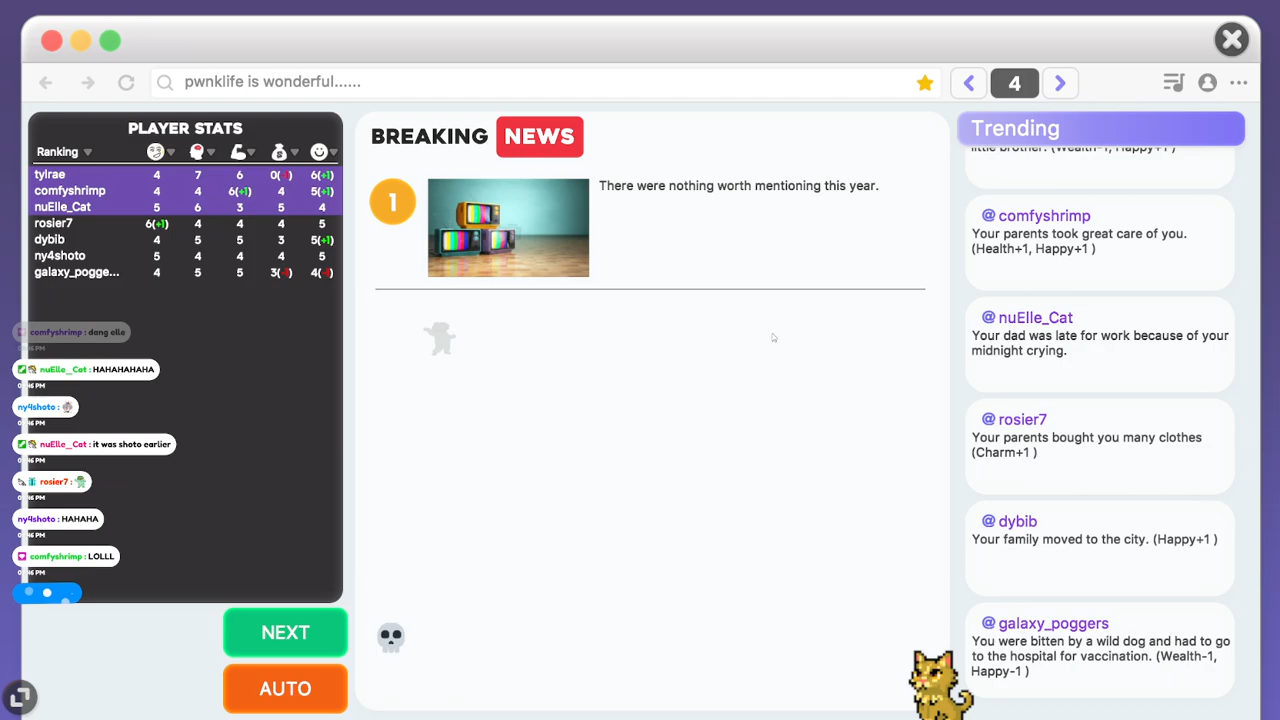 pwnklife is wonderful......
4
PLAYER STATS
Ranking
tylrae 4 7 6 0(-1) 6(+1)
comfyshrimp 4 4 6(+1) 4 5(+1)
nuElle_Cat 5 6 3 5 4
rosier7 6(+1) 4 4 4 5
dybib 4 5 5 3 5(+1)
ny4shoto 5 4 4 4 5
galaxy_pogge... 4 5 5 3(-1) 4(-1)
comfyshrimp : dang elle
nuElle_Cat : HAHAHAHAHA
ny4shoto :
nuElle_Cat : it was shoto earlier
rosier7 :
ny4shoto : HAHAHA
comfyshrimp : LOLLL
NEXT
AUTO
BREAKING NEWS
1
There were nothing worth mentioning this year.
Trending
little brother. (Wealth-1, Happy+1 )
@ comfyshrimp
Your parents took great care of you.
(Health+1, Happy+1 )
@ nuElle_Cat
Your dad was late for work because of your
midnight crying.
@ rosier7
Your parents bought you many clothes
(Charm+1 )
@ dybib
Your family moved to the city. (Happy+1 )
@ galaxy_poggers
You were bitten by a wild dog and had to go
to the hospital for vaccination. (Wealth-1,
Happy-1 )